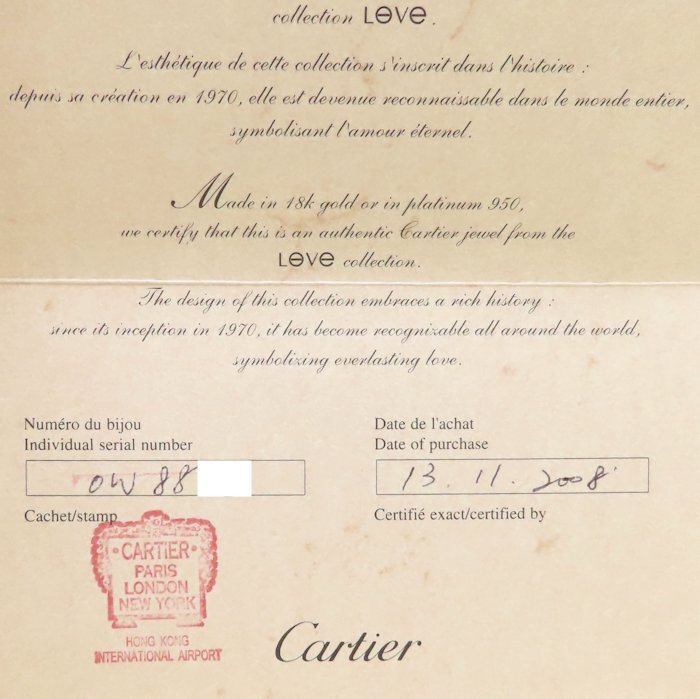 collection LOVE.
L'esthétique de cette collection s'inscrit dans l'histoire :
depuis sa création en 1970, elle est devenue reconnaissable dans le monde entier,
symbolisant l'amour éternel.
Made in 18k gold or in platinum 950,
we certify that this is an authentic Cartier jewel from the
LOVE collection.
The design of this collection embraces a rich history :
since its inception in 1970, it has become recognizable all around the world,
symbolizing everlasting love.
Numéro du bijou
Individual serial number
OW 88
Date de l'achat
Date of purchase
13. 11. 2008
Cachet/stamp
Certifié exact/certified by
CARTIER
PARIS
LONDON
NEW YORK
HONG KONG
INTERNATIONAL AIRPORT
Cartier